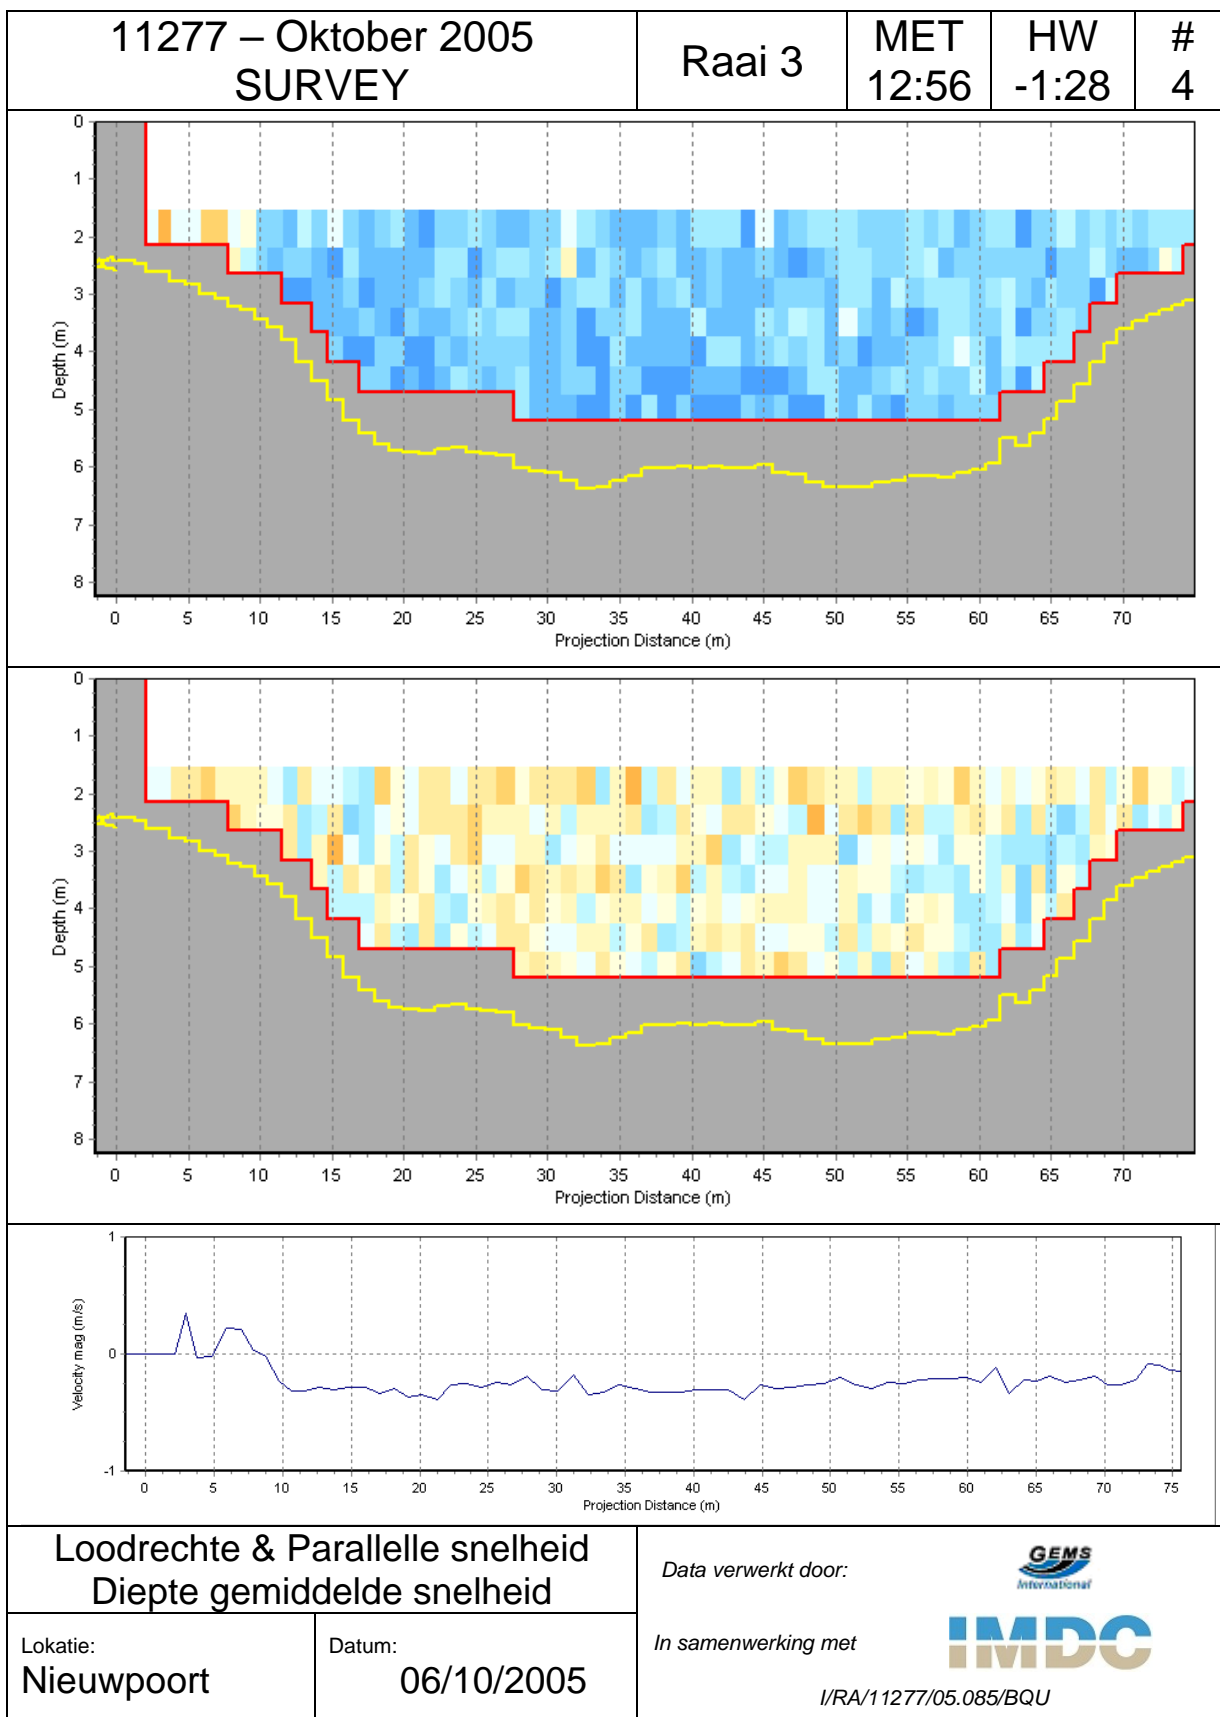 11277 – Oktober 2005
SURVEY
Raai 3
MET
12:56
HW
-1:28
#
4
0
1
2
3
4
5
6
7
8
Depth (m)
0 5 10 15 20 25 30 35 40 45 50 55 60 65 70
Projection Distance (m)
0
1
2
3
4
5
6
7
8
Depth (m)
0 5 10 15 20 25 30 35 40 45 50 55 60 65 70
Projection Distance (m)
1
0
-1
Velocity mag (m/s)
0 5 10 15 20 25 30 35 40 45 50 55 60 65 70 75
Projection Distance (m)
Loodrechte & Parallelle snelheid
Diepte gemiddelde snelheid
Lokatie:
Nieuwpoort
Datum:
06/10/2005
Data verwerkt door:
GEMS
International
In samenwerking met
IMDC
I/RA/11277/05.085/BQU